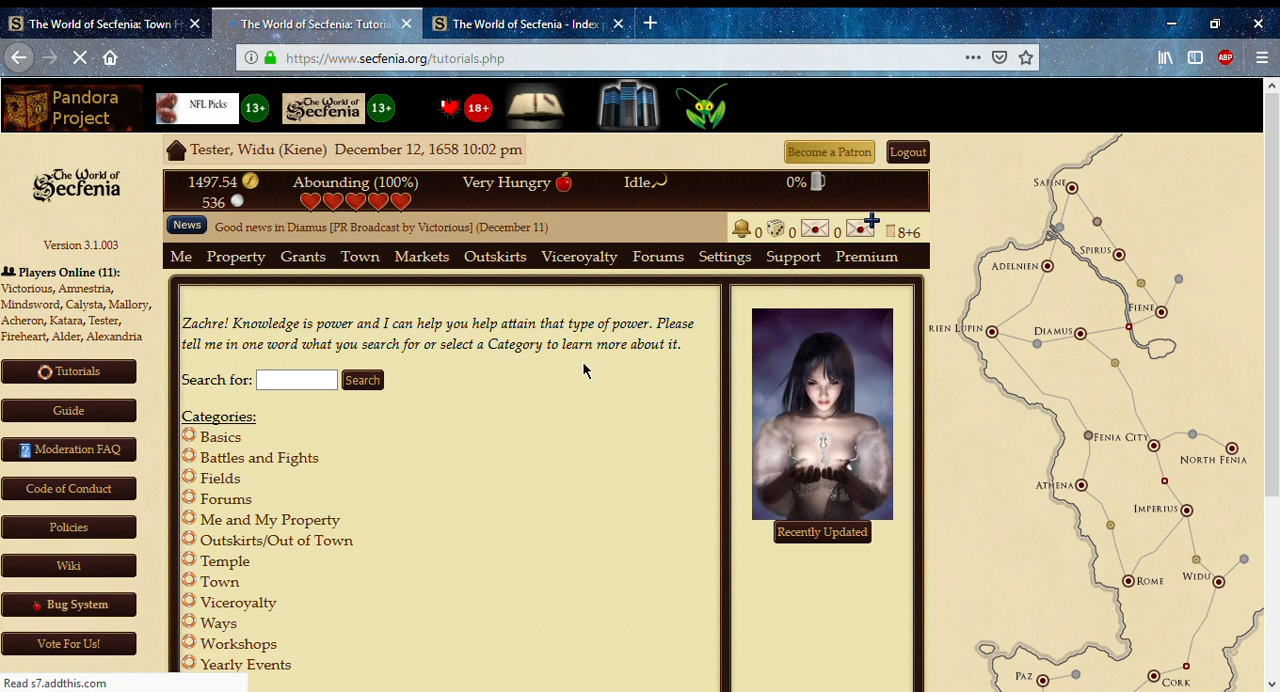 The World of Secfenia: Town
The World of Secfenia: Tutoria
The World of Secfenia - Index
https://www.secfenia.org/tutorials.php
ABP
Pandora Project
NFL Picks
13+
The World of Secfenia
13+
18+
The World of Secfenia
Version 3.1.003
Players Online (11):
Victorious, Amnestria,
Mindsword, Calysta, Mallory,
Acheron, Katara, Tester,
Fireheart, Alder, Alexandria
Tutorials
Guide
Moderation FAQ
Code of Conduct
Policies
Wiki
Bug System
Vote For Us!
Tester, Widu (Kiene) December 12, 1658 10:02 pm
Become a Patron
Logout
1497.54
536
Abounding (100%)
Very Hungry
Idle
0%
News
Good news in Diamus [PR Broadcast by Victorious] (December 11)
0
0
0
8+6
Me Property Grants Town Markets Outskirts Viceroyalty Forums Settings Support Premium
Zachre! Knowledge is power and I can help you help attain that type of power. Please
tell me in one word what you search for or select a Category to learn more about it.
Search for:
Search
Categories:
Basics
Battles and Fights
Fields
Forums
Me and My Property
Outskirts/Out of Town
Temple
Town
Viceroyalty
Ways
Workshops
Yearly Events
Recently Updated
Safine
Spirus
Adelnien
Fiene
rien Lupin
Diamus
Fenia City
North Fenia
Athena
Imperius
Rome
Widu
Paz
Cork
Read s7.addthis.com